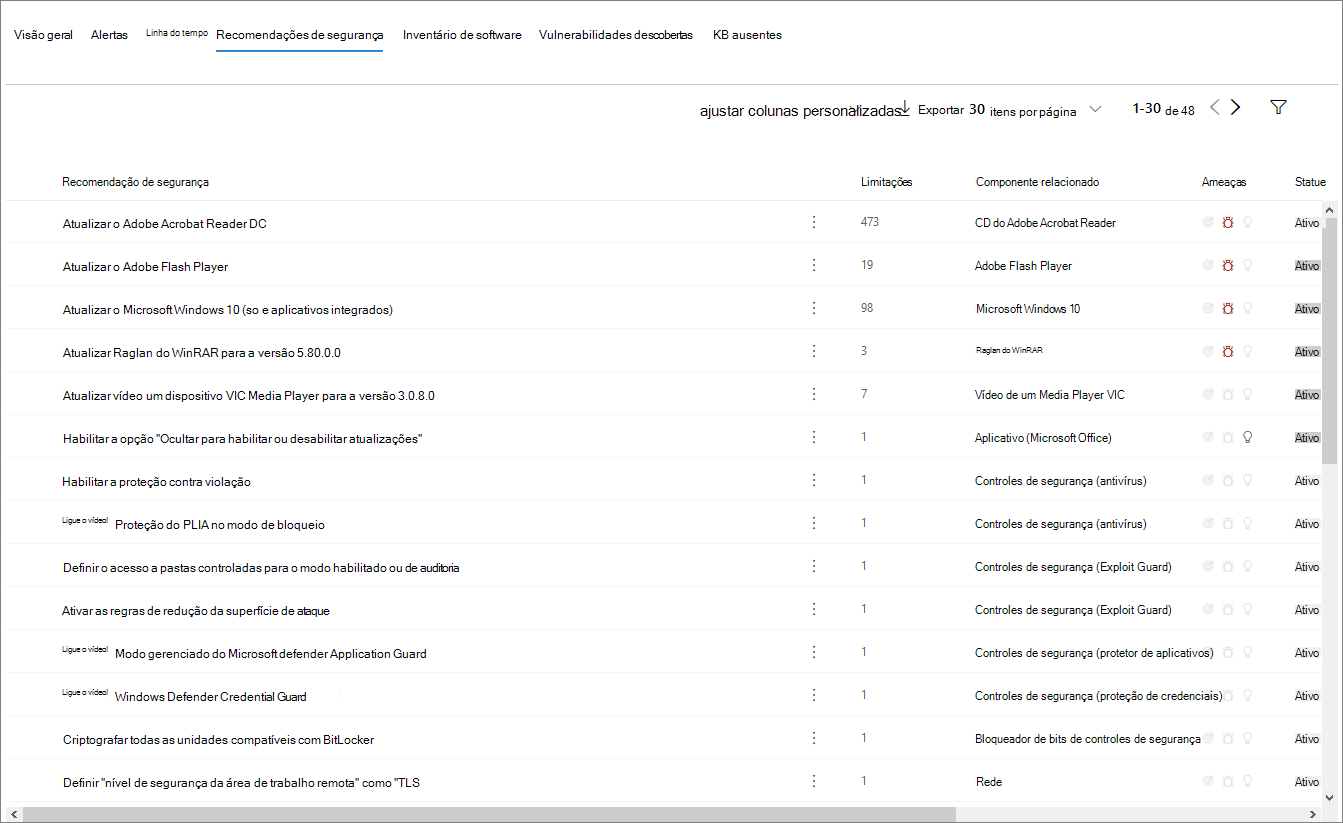 Visão geral Alertas Linha do tempo Recomendações de segurança Inventário de software Vulnerabilidades descobertas KB ausentes
ajustar colunas personalizadas Exportar 30 itens por página 1-30 de 48
Recomendação de segurança Limitações Componente relacionado Ameaças Statue
Atualizar o Adobe Acrobat Reader DC 473 CD do Adobe Acrobat Reader Ativo
Atualizar o Adobe Flash Player 19 Adobe Flash Player Ativo
Atualizar o Microsoft Windows 10 (so e aplicativos integrados) 98 Microsoft Windows 10 Ativo
Atualizar Raglan do WinRAR para a versão 5.80.0.0 3 Raglan do WinRAR Ativo
Atualizar vídeo um dispositivo VIC Media Player para a versão 3.0.8.0 7 Vídeo de um Media Player VIC Ativo
Habilitar a opção "Ocultar para habilitar ou desabilitar atualizações" 1 Aplicativo (Microsoft Office) Ativo
Habilitar a proteção contra violação 1 Controles de segurança (antivírus) Ativo
Ligue o vídeo! Proteção do PLIA no modo de bloqueio 1 Controles de segurança (antivírus) Ativo
Definir o acesso a pastas controladas para o modo habilitado ou de auditoria 1 Controles de segurança (Exploit Guard) Ativo
Ativar as regras de redução da superfície de ataque 1 Controles de segurança (Exploit Guard) Ativo
Ligue o vídeo! Modo gerenciado do Microsoft defender Application Guard 1 Controles de segurança (protetor de aplicativos) Ativo
Ligue o vídeo! Windows Defender Credential Guard 1 Controles de segurança (proteção de credenciais) Ativo
Criptografar todas as unidades compatíveis com BitLocker 1 Bloqueador de bits de controles de segurança Ativo
Definir "nível de segurança da área de trabalho remota" como "TLS 1 Rede Ativo